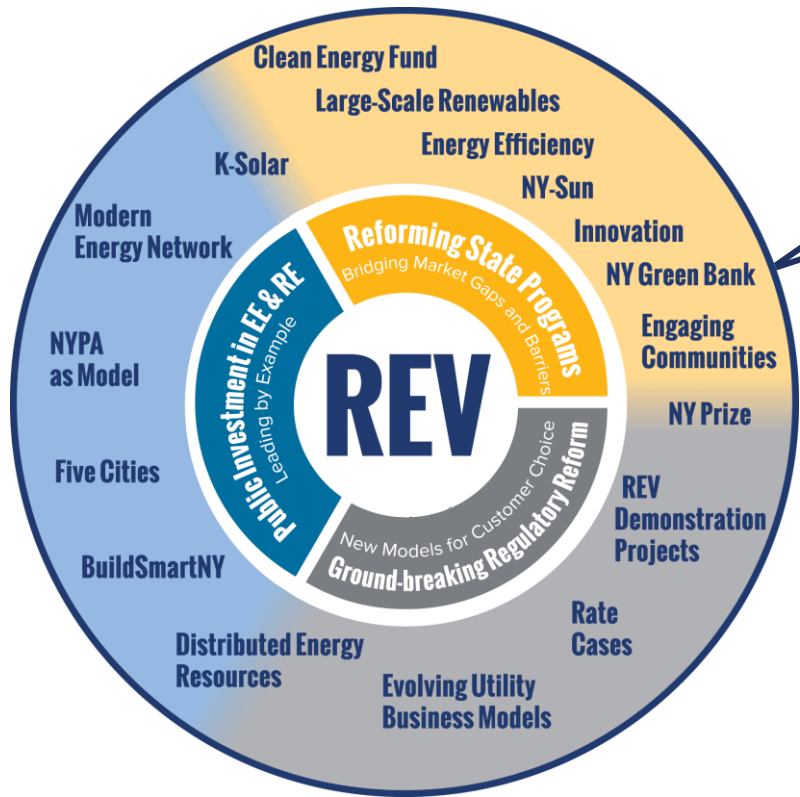 Clean Energy Fund
Large-Scale Renewables
Energy Efficiency
NY-Sun
Innovation
NY Green Bank
Engaging
Communities
NY Prize
REV
Demonstration
Projects
Rate
Cases
Evolving Utility
Business Models
Distributed Energy
Resources
BuildSmartNY
Five Cities
NYPA
as Model
Modern
Energy Network
K-Solar
Reforming State Programs
Bridging Market Gaps and Barriers
Public Investment in EE & RE
Leading by Example
REV
New Models for Customer Choice
Ground-breaking Regulatory Reform